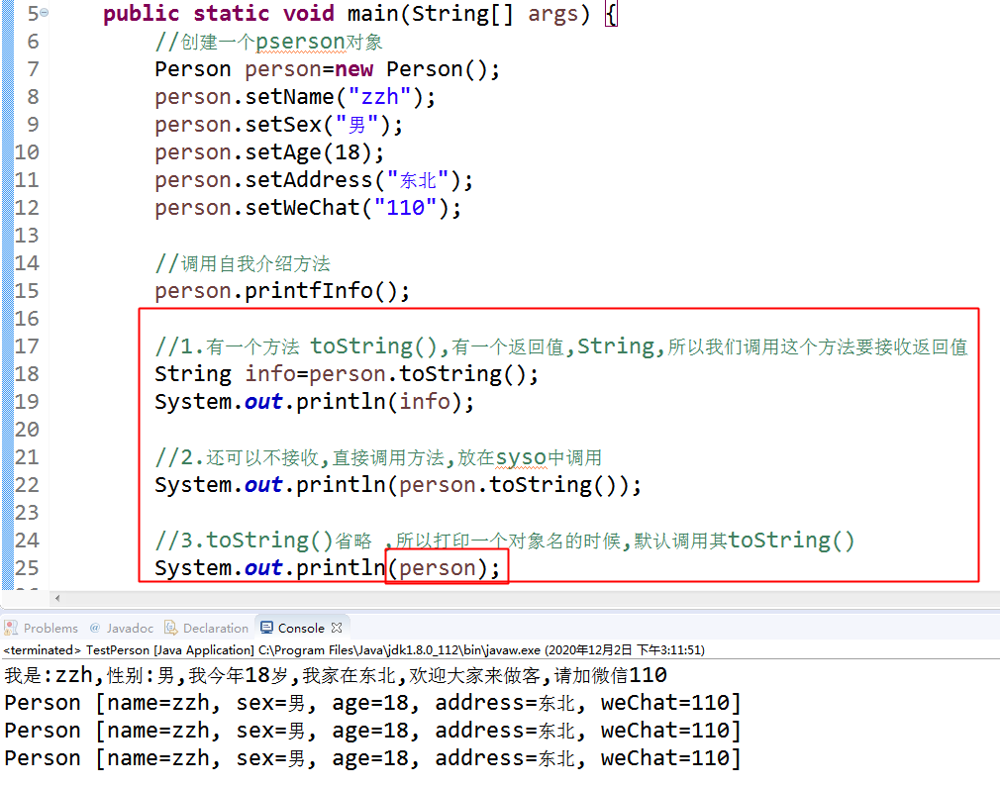 5 public static void main(String[] args) {
6 //创建一个pserson对象
7 Person person=new Person();
8 person.setName("zzh");
9 person.setSex("男");
10 person.setAge(18);
11 person.setAddress("东北");
12 person.setWeChat("110");
13
14 //调用自我介绍方法
15 person.printfInfo();
16
17 //1.有一个方法 toString(),有一个返回值,String,所以我们调用这个方法要接收返回值
18 String info=person.toString();
19 System.out.println(info);
20
21 //2.还可以不接收,直接调用方法,放在syso中调用
22 System.out.println(person.toString());
23
24 //3.toString()省略 ,所以打印一个对象名的时候,默认调用其toString()
25 System.out.println(person);
Problems @ Javadoc Declaration Console
<terminated> TestPerson [Java Application] C:\Program Files\Java\jdk1.8.0_112\bin\javaw.exe (2020年12月2日 下午3:11:51)
我是:zzh,性别:男,我今年18岁,我家在东北,欢迎大家来做客,请加微信110
Person [name=zzh, sex=男, age=18, address=东北, weChat=110]
Person [name=zzh, sex=男, age=18, address=东北, weChat=110]
Person [name=zzh, sex=男, age=18, address=东北, weChat=110]